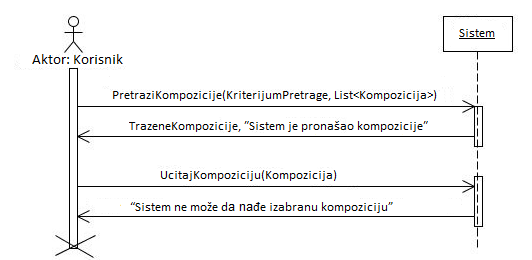 Sistem
Aktor: Korisnik
PretraziKompozicije(KriterijumPretrage, List<Kompozicija>)
TrazeneKompozicije, “Sistem je pronašao kompozicije”
UcitajKompoziciju(Kompozicija)
“Sistem ne može da nađe izabranu kompoziciju”